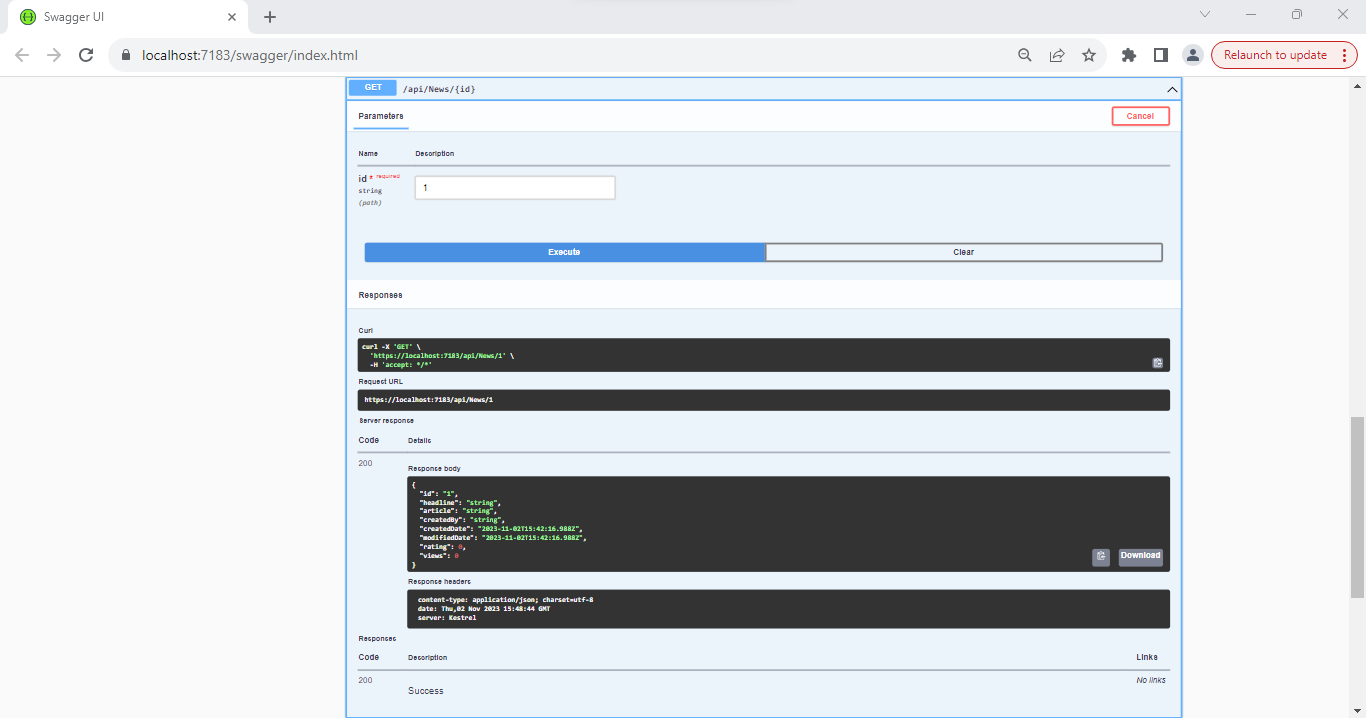 Swagger UI
localhost:7183/swagger/index.html
Relaunch to update
GET /api/News/{id}
Parameters
Cancel
Name Description
id * required
string
(path)
1
Execute Clear
Responses
Curl
curl -X 'GET' \
'https://localhost:7183/api/News/1' \
-H 'accept: */*'
Request URL
https://localhost:7183/api/News/1
Server response
Code Details
200
Response body
{
"id": "1",
"headline": "string",
"article": "string",
"createdBy": "string",
"createdDate": "2023-11-02T15:42:16.988Z",
"modifiedDate": "2023-11-02T15:42:16.988Z",
"rating": 0,
"views": 0
}
Download
Response headers
content-type: application/json; charset=utf-8
date: Thu,02 Nov 2023 15:48:44 GMT
server: Kestrel
Responses
Code Description Links
200 No links
Success